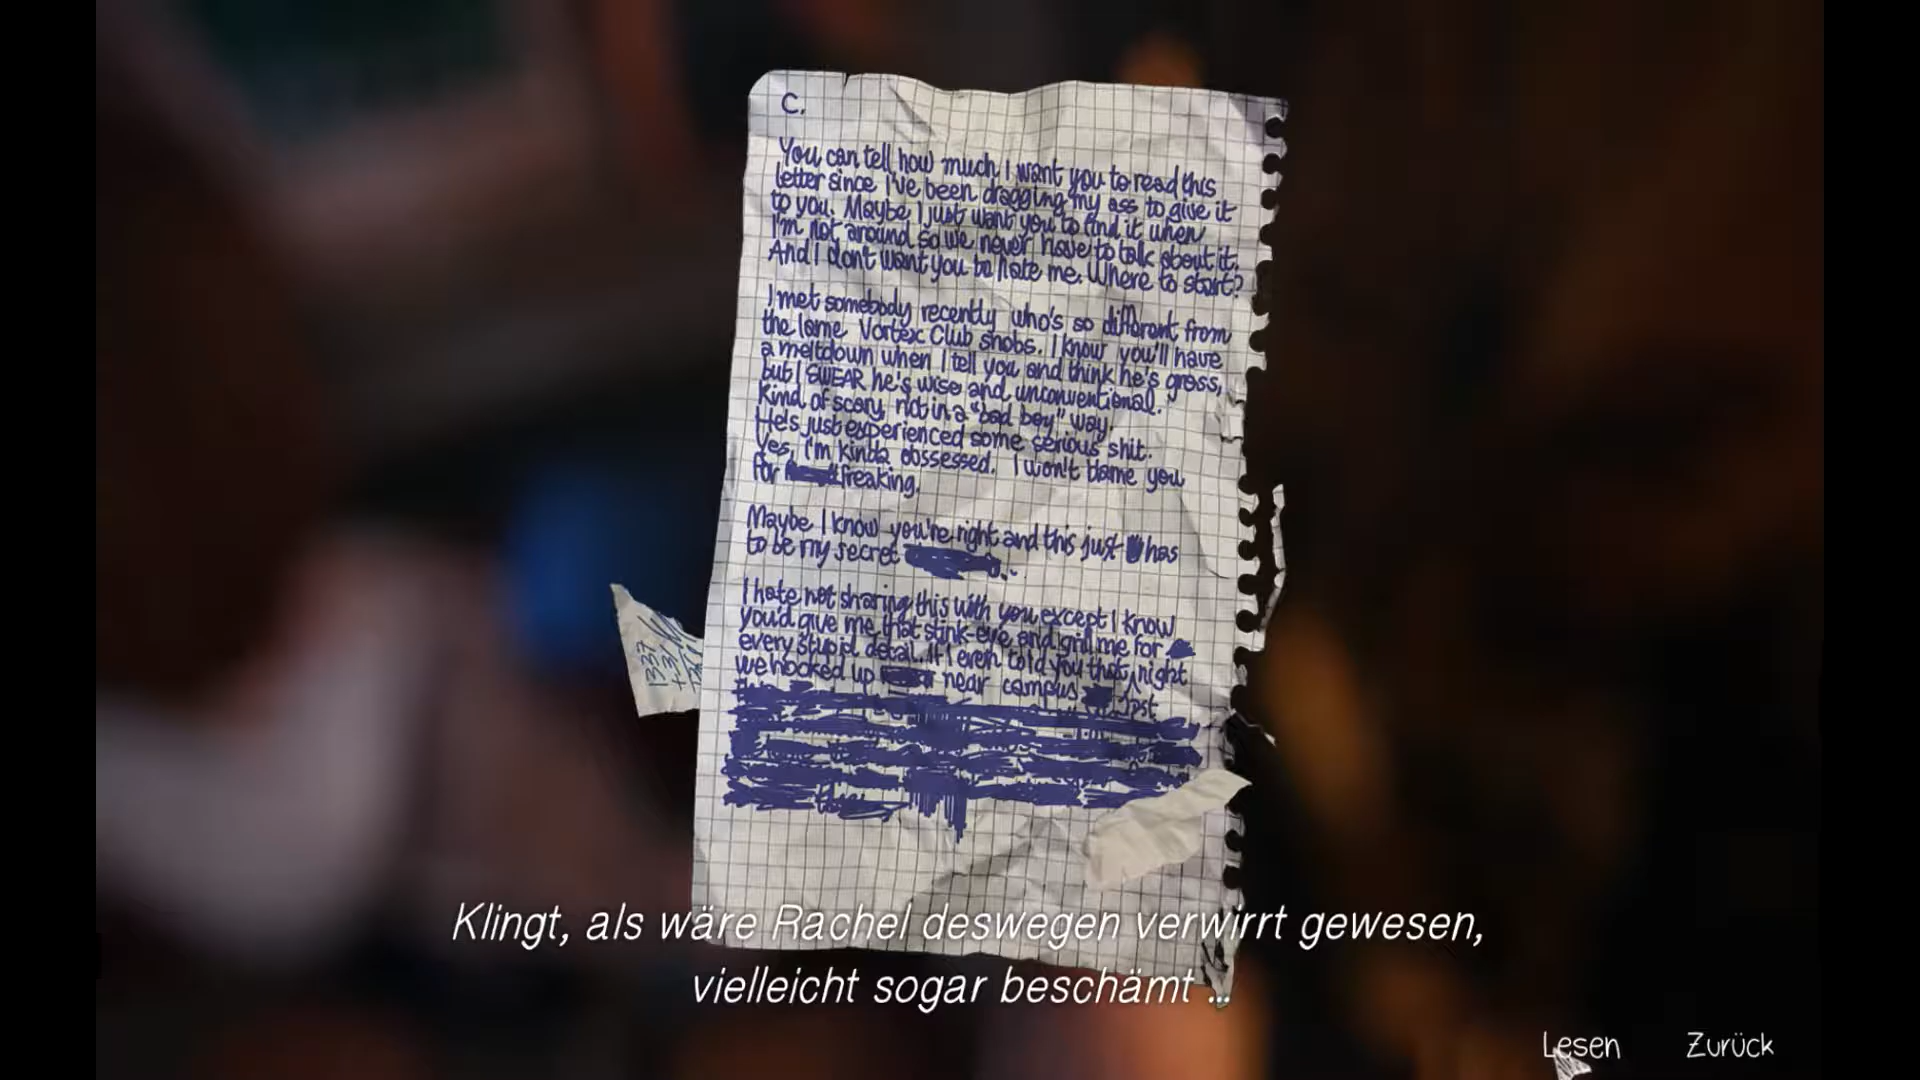 C.
You can tell how much I want you to read this
letter since I've been dragging my ass to give it
to you. Maybe I just want you to find it when
I'm not around so we never have to talk about it.
And I don't want you to hate me. Where to start?
I met somebody recently who's so different from
the lame Vortex Club snobs. I know you'll have
a meltdown when I tell you and think he's gross,
but I SWEAR he's wise and unconventional.
Kind of scary, not in a "bad boy" way.
He's just experienced some serious shit.
Yes, I'm kinda obssessed. I won't blame you
for freaking.
Maybe I know you're right and this just has
to be my secret
I hate not sharing this with you except I know
you'd give me that stink-eye and grill me for
every stupid detail. If I even told you that night
we hooked up near campus just
1337
Klingt, als wäre Rachel deswegen verwirrt gewesen,
vielleicht sogar beschämt ...
Lesen Zurück